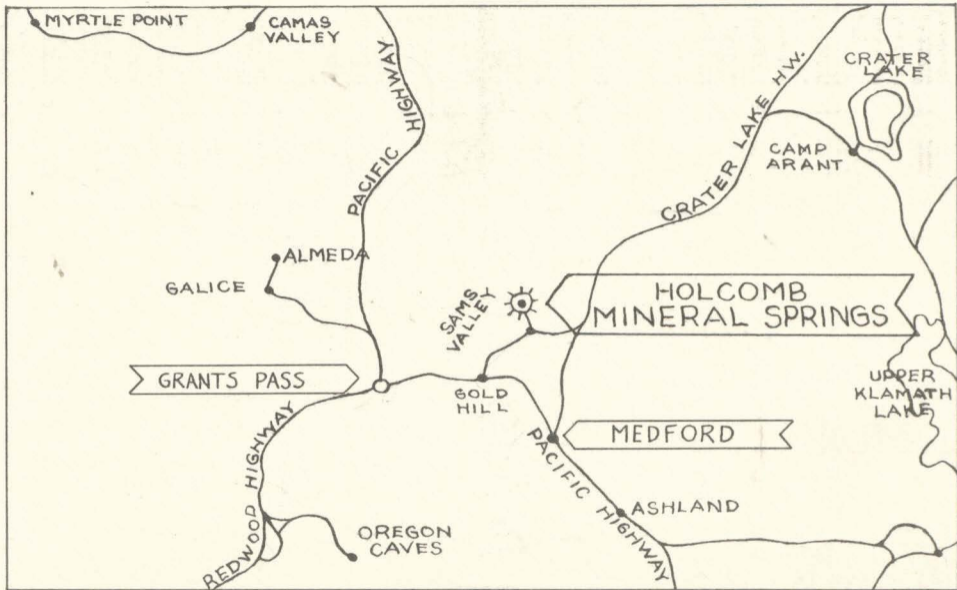 MYRTLE POINT
CAMAS
VALLEY
PACIFIC HIGHWAY
CRATER LAKE HW.
CRATER
LAKE
CAMP
ARANT
ALMEDA
GALICE
SAMS
VALLEY
HOLCOMB
MINERAL SPRINGS
GRANTS PASS
GOLD
HILL
UPPER
KLAMATH
LAKE
MEDFORD
REDWOOD HIGHWAY
PACIFIC HIGHWAY
ASHLAND
OREGON
CAVES